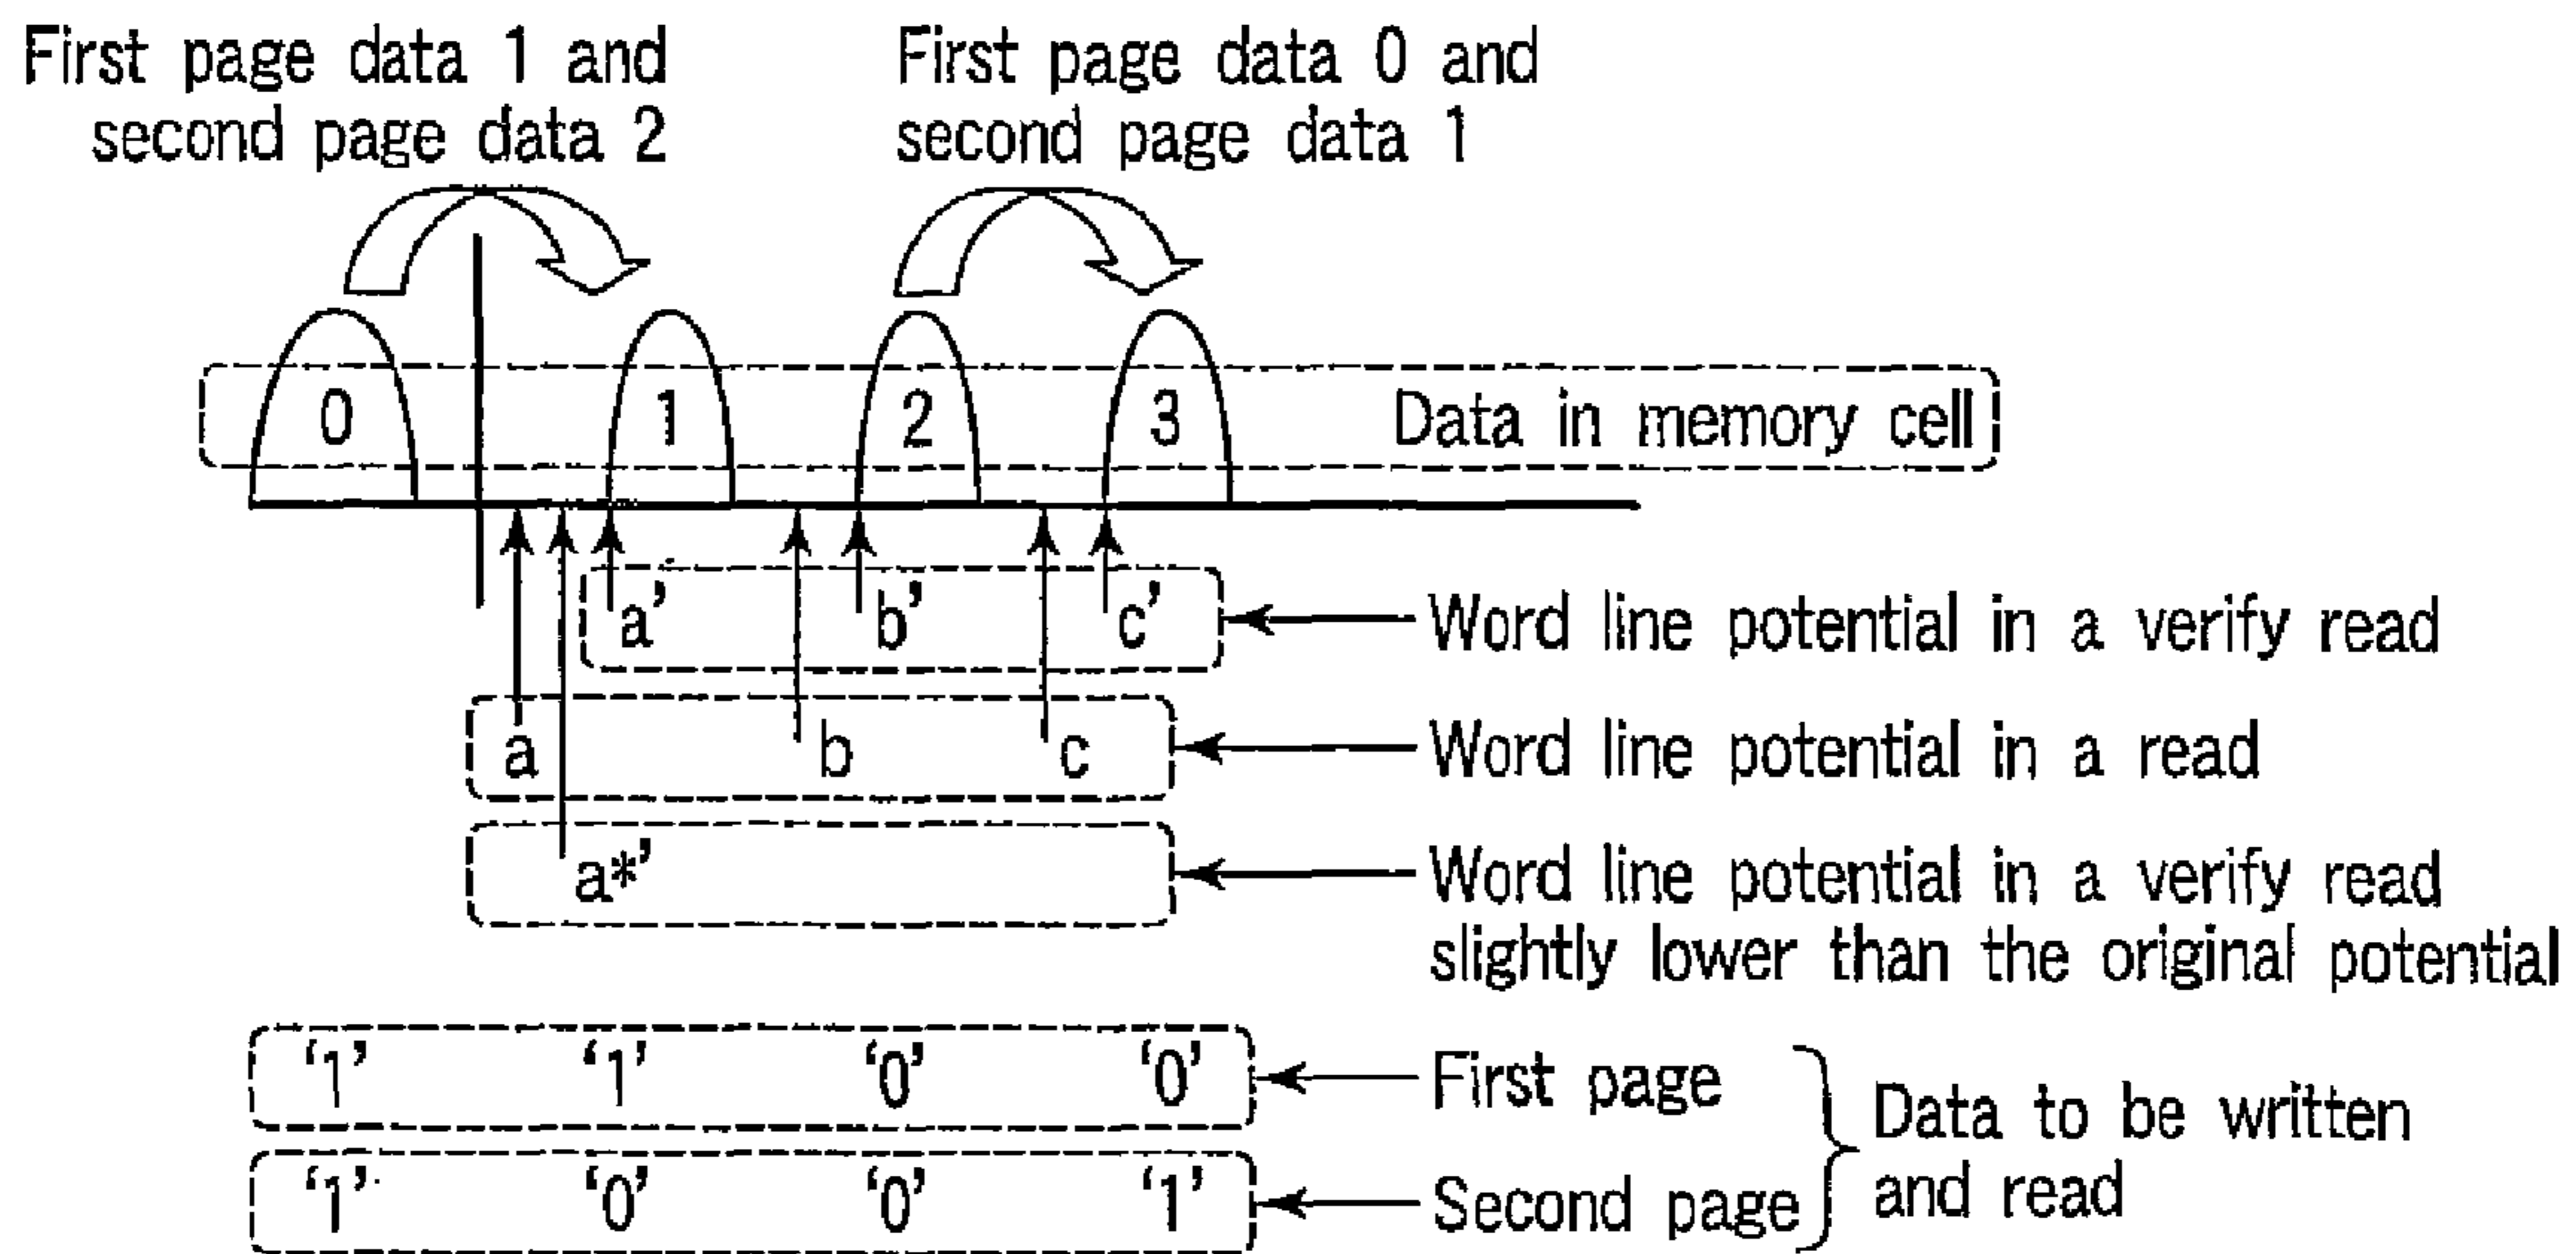 First page data 1 and
second page data 2
First page data 0 and
second page data 1
0 1 2 3 Data in memory cell
a’ b’ c’ Word line potential in a verify read
a b c Word line potential in a read
a*’ Word line potential in a verify read
slightly lower than the original potential
‘1’ ‘1’ ‘0’ ‘0’ First page
‘1’ ‘0’ ‘0’ ‘1’ Second page
Data to be written
and read